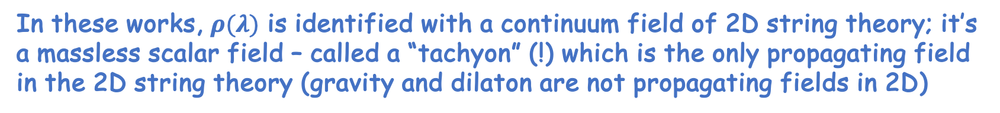 In these works, ρ(λ) is identified with a continuum field of 2D string theory; it's
a massless scalar field – called a “tachyon” (!) which is the only propagating field
in the 2D string theory (gravity and dilaton are not propagating fields in 2D)